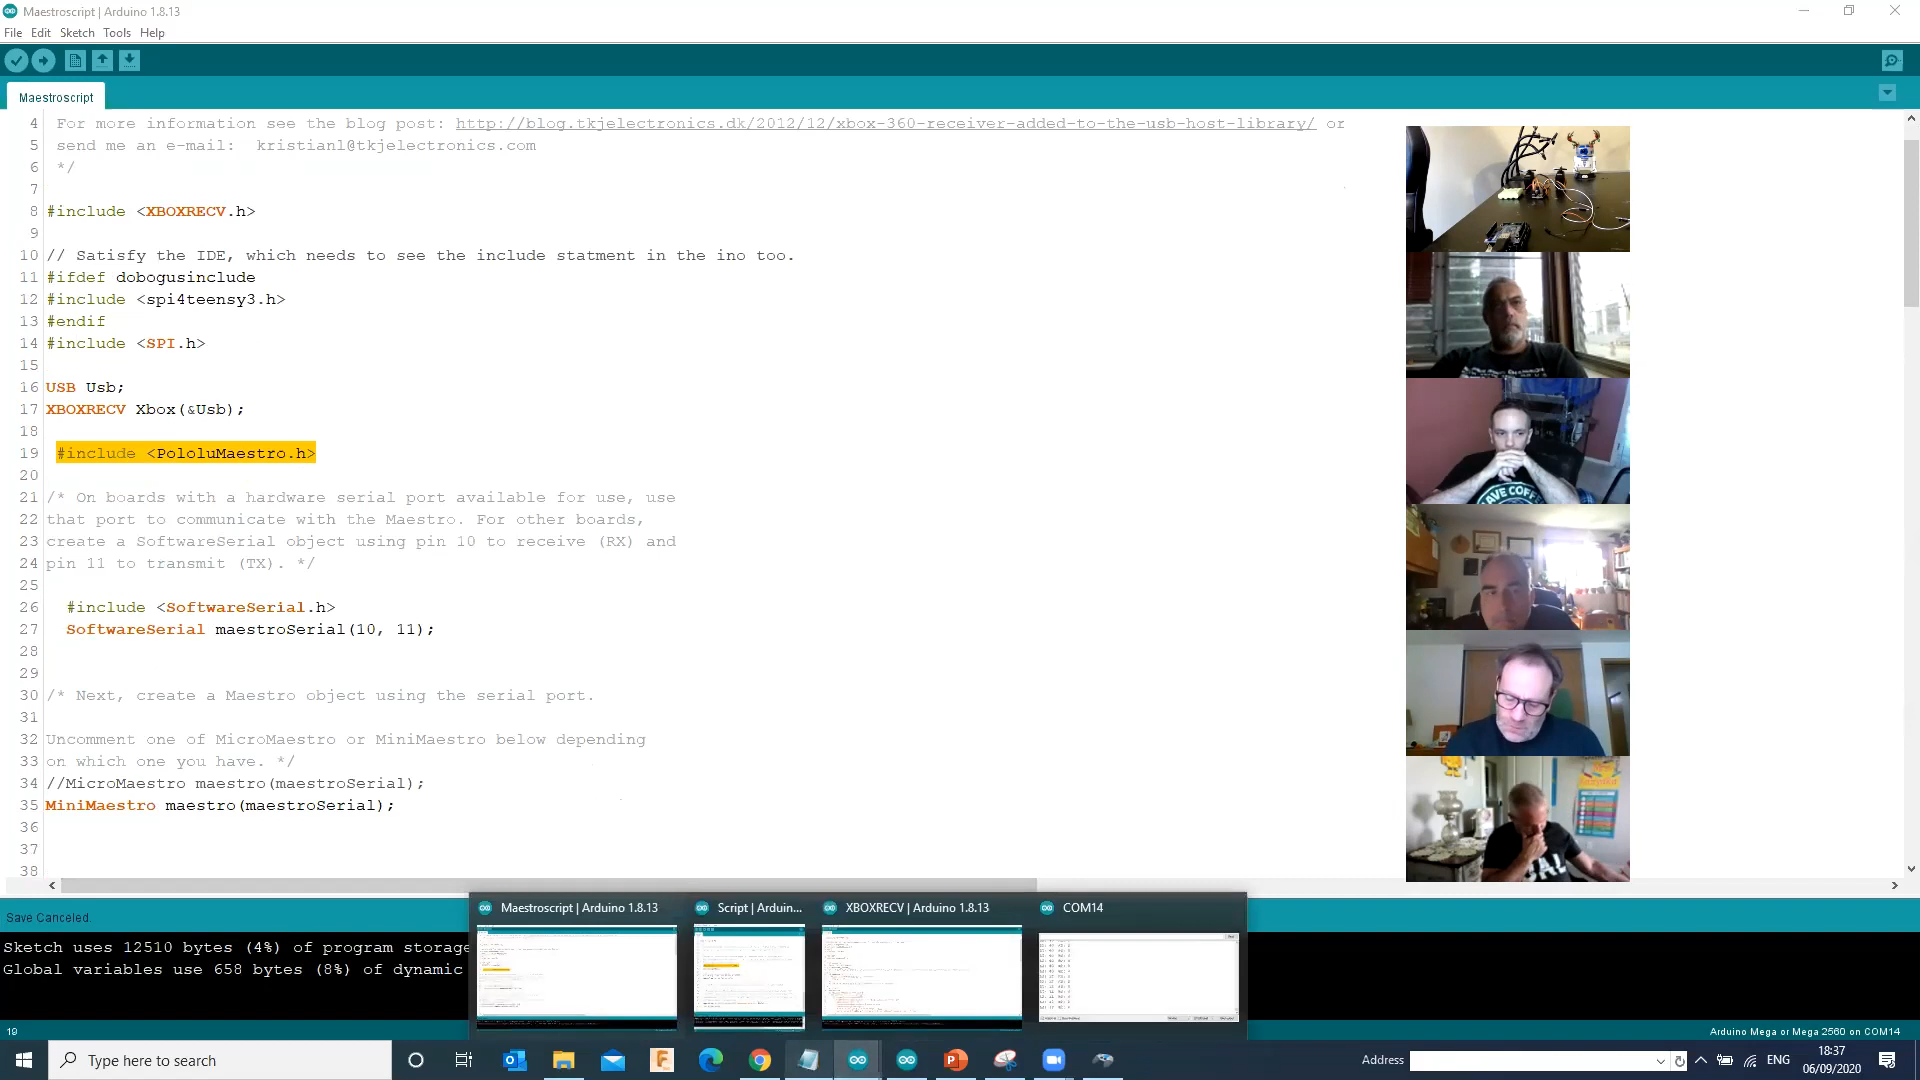 Maestroscript | Arduino 1.8.13
File Edit Sketch Tools Help
Maestroscript
4 For more information see the blog post: http://blog.tkjelectronics.dk/2012/12/xbox-360-receiver-added-to-the-usb-host-library/ or
5 send me an e-mail:  kristianl@tkjelectronics.com
6 */
7
8 #include <XBOXRECV.h>
9
10 // Satisfy the IDE, which needs to see the include statment in the ino too.
11 #ifdef dobogusinclude
12 #include <spi4teensy3.h>
13 #endif
14 #include <SPI.h>
15
16 USB Usb;
17 XBOXRECV Xbox(&Usb);
18
19 #include <PololuMaestro.h>
20
21 /* On boards with a hardware serial port available for use, use
22 that port to communicate with the Maestro. For other boards,
23 create a SoftwareSerial object using pin 10 to receive (RX) and
24 pin 11 to transmit (TX). */
25
26 #include <SoftwareSerial.h>
27 SoftwareSerial maestroSerial(10, 11);
28
29
30 /* Next, create a Maestro object using the serial port.
31
32 Uncomment one of MicroMaestro or MiniMaestro below depending
33 on which one you have. */
34 //MicroMaestro maestro(maestroSerial);
35 MiniMaestro maestro(maestroSerial);
36
37
38
Save Canceled.
Sketch uses 12510 bytes (4%) of program storage
Global variables use 658 bytes (8%) of dynamic
Maestroscript | Arduino 1.8.13
Script | Arduin...
XBOXRECV | Arduino 1.8.13
COM14
19
Arduino Mega or Mega 2560 on COM14
Type here to search
Address
ENG
18:37
06/09/2020